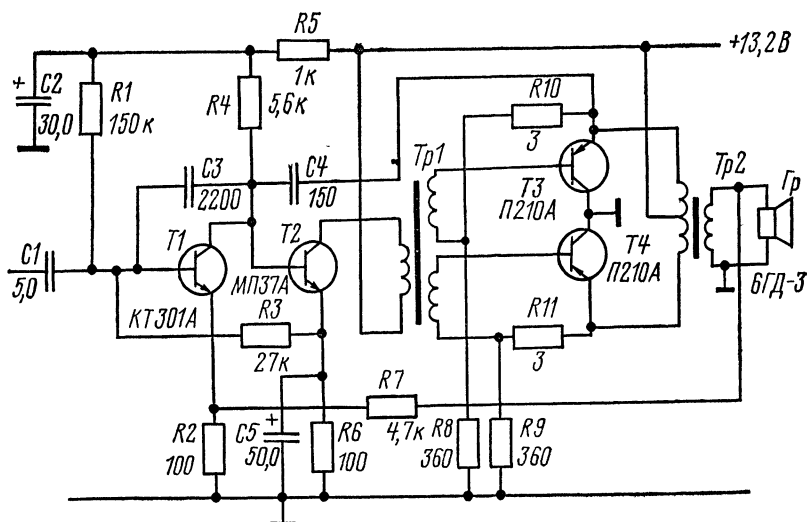 R5
1к
+13,2В
+ C2
30,0
R1
150к
R4
5,6к
R10
3
C3
2200
C4
150
Тр1
Т3
П210А
Тр2
Гр
C1
5,0
Т1
Т2
Т4
П210А
МП37А
КТ301А
6ГД-3
R3
27к
R11
3
R7
4,7к
R2
100
+
C5
50,0
R6
100
R8
360
R9
360